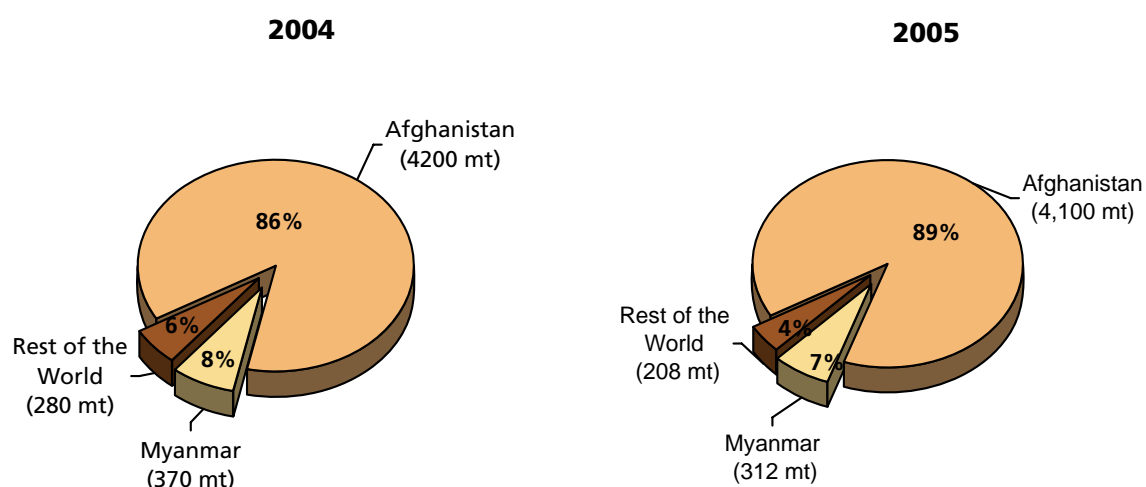 2004
Afghanistan
(4200 mt)
86%
6%
8%
Rest of the
World
(280 mt)
Myanmar
(370 mt)
2005
Afghanistan
(4,100 mt)
89%
4%
7%
Rest of the
World
(208 mt)
Myanmar
(312 mt)